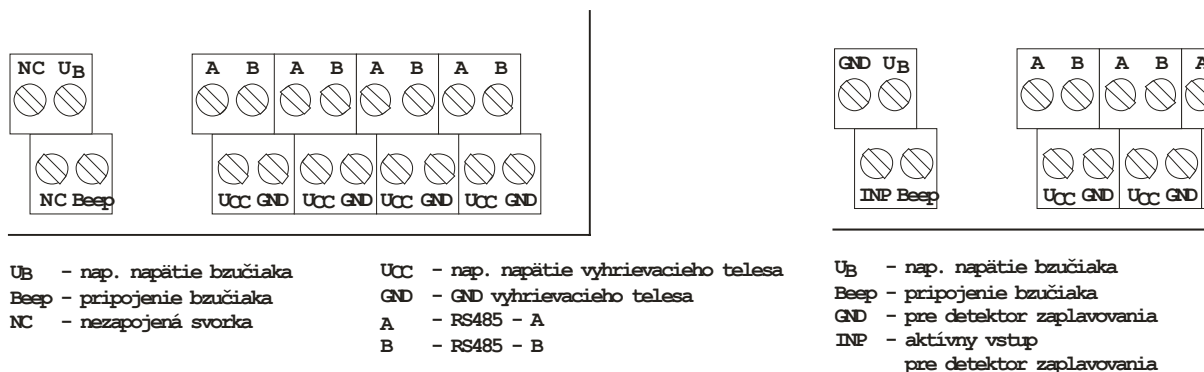 NC UB
A B A B A B A B
NC Beep
UCC GND UCC GND UCC GND UCC GND
UB - nap. napätie bzučiaka
Beep - pripojenie bzučiaka
NC - nezapojená svorka
UCC - nap. napätie vyhrievacieho telesa
GND - GND vyhrievacieho telesa
A - RS485 - A
B - RS485 - B
GND UB
A B A B A
INP Beep
UCC GND UCC GND
UB - nap. napätie bzučiaka
Beep - pripojenie bzučiaka
GND - pre detektor zaplavovania
INP - aktívny vstup
pre detektor zaplavovania